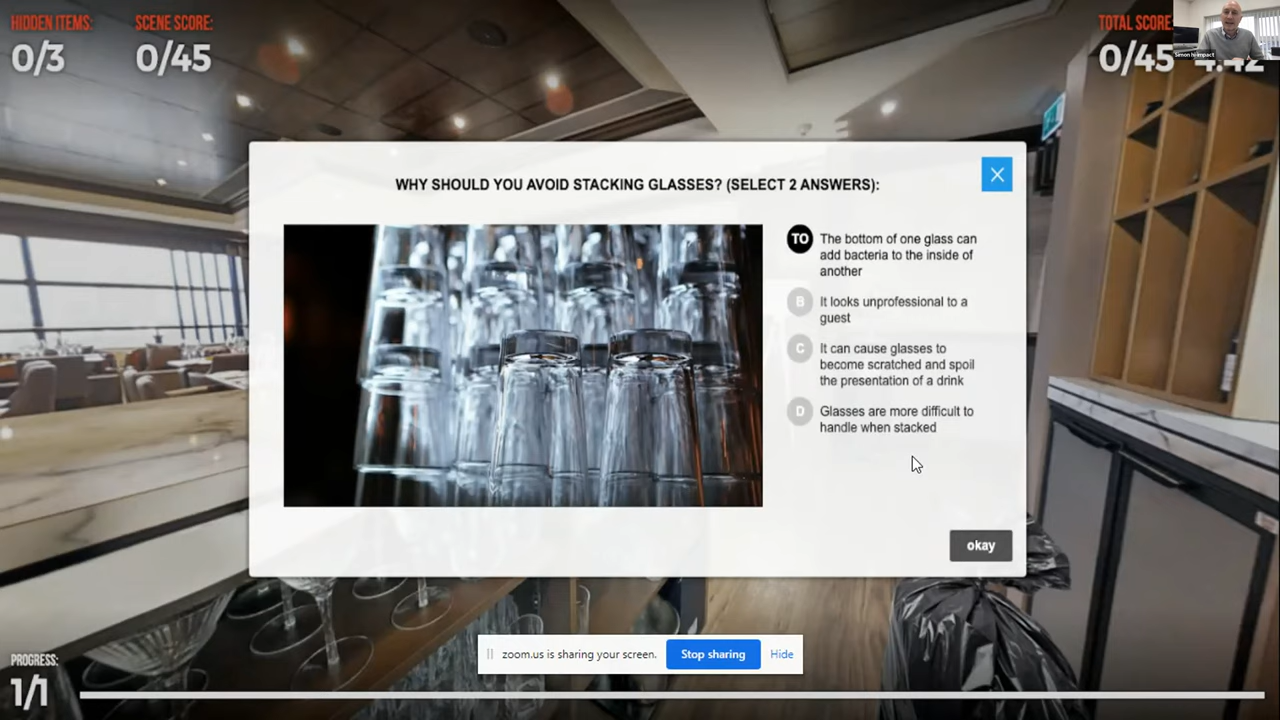 HIDDEN ITEMS:
0/3
SCENE SCORE:
0/45
TOTAL SCORE:
0/45
WHY SHOULD YOU AVOID STACKING GLASSES? (SELECT 2 ANSWERS):
TO
The bottom of one glass can
add bacteria to the inside of
another
B
It looks unprofessional to a
guest
C
It can cause glasses to
become scratched and spoil
the presentation of a drink
D
Glasses are more difficult to
handle when stacked
okay
zoom.us is sharing your screen.
Stop sharing
Hide
PROGRESS:
1/1